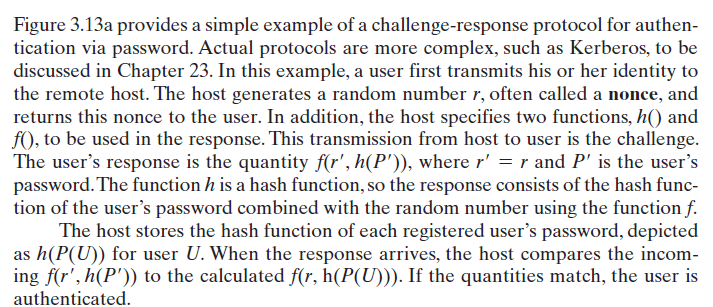 Figure 3.13a provides a simple example of a challenge-response protocol for authen-
tication via password. Actual protocols are more complex, such as Kerberos, to be
discussed in Chapter 23. In this example, a user first transmits his or her identity to
the remote host. The host generates a random number r, often called a nonce, and
returns this nonce to the user. In addition, the host specifies two functions, h() and
f(), to be used in the response. This transmission from host to user is the challenge.
The user's response is the quantity f(r', h(P')), where r' = r and P' is the user's
password. The function h is a hash function, so the response consists of the hash func-
tion of the user's password combined with the random number using the function f.
The host stores the hash function of each registered user's password, depicted
as h(P(U)) for user U. When the response arrives, the host compares the incom-
ing f(r', h(P')) to the calculated f(r, h(P(U))). If the quantities match, the user is
authenticated.